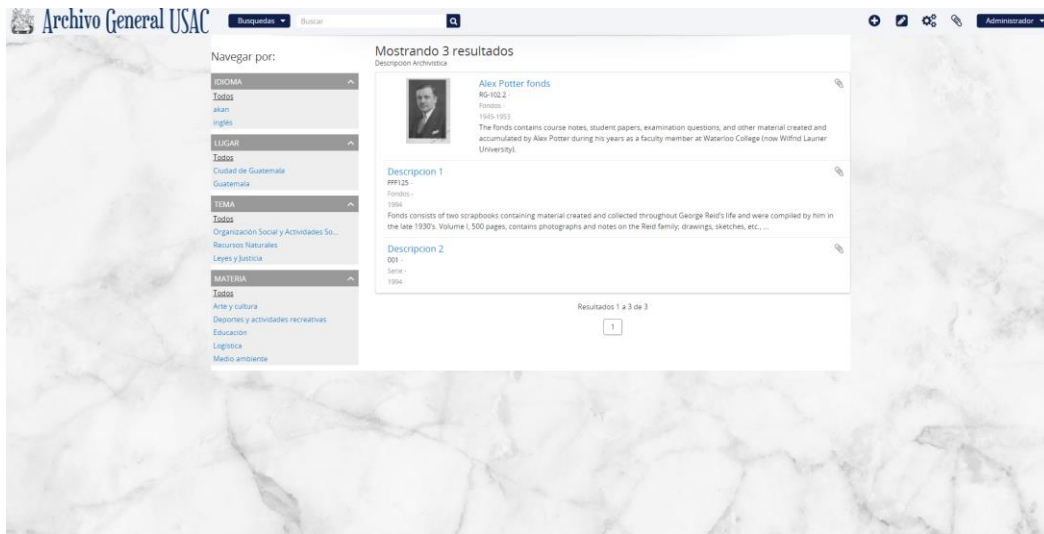 Archivo General USAC
Busquedas
Buscar
Administrador
Navegar por:
IDIOMA
Todos
akan
inglés
LUGAR
Todos
Ciudad de Guatemala
Guatemala
TEMA
Todos
Organización Social y Actividades So...
Recursos Naturales
Leyes y Justicia
MATERIA
Todos
Arte y cultura
Deportes y actividades recreativas
Educación
Logística
Medio ambiente
Mostrando 3 resultados
Descripción Archivística
Alex Potter fonds
RG-102.2 -
Fondos -
1945-1953
The fonds contains course notes, student papers, examination questions, and other material created and
accumulated by Alex Potter during his years as a faculty member at Waterloo College (now Wilfrid Laurier
University).
Descripcion 1
FFF125 -
Fondos -
1994
Fonds consists of two scrapbooks containing material created and collected throughout George Reid's life and were compiled by him in
the late 1930's. Volume I, 500 pages, contains photographs and notes on the Reid family; drawings, sketches, etc., ...
Descripcion 2
001 -
Serie -
1994
Resultados 1 a 3 de 3
1